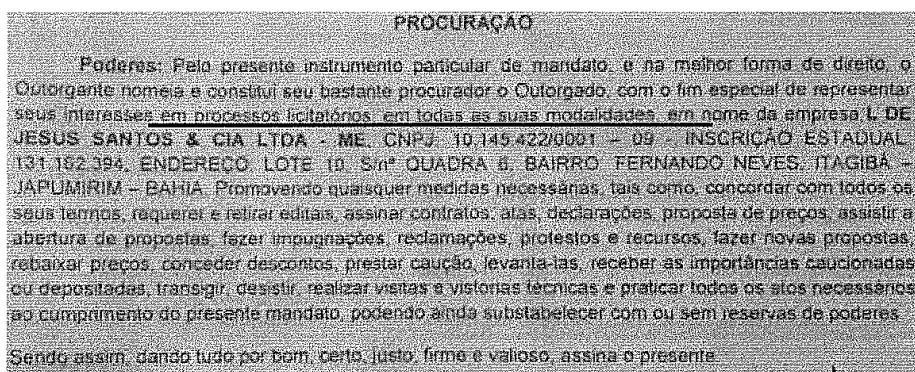 PROCURAÇÃO
Poderes: Pelo presente instrumento particular de mandato, e na melhor forma de direito, o
Outorgante nomeia e constitui seu bastante procurador o Outorgado, com o fim especial de representar
seus interesses em processos licitatórios, em todas as suas modalidades, em nome da empresa I. DE
JESUS SANTOS & CIA LTDA - ME, CNPJ: 10.145.422/0001 – 09 - INSCRIÇÃO ESTADUAL
131.162.394, ENDEREÇO, LOTE 10, S/nº QUADRA 6, BAIRRO: FERNANDO NEVES, ITAGIBÁ –
JAPUMIRIM – BAHIA. Promovendo quaisquer medidas necessárias, tais como, concordar com todos os
seus termos, requerer e retirar editais, assinar contratos, atas, declarações, proposta de preços, assistir a
abertura de propostas, fazer impugnações, reclamações, protestos e recursos, fazer novas propostas,
rebaixar preços, conceder descontos, prestar caução, levanta-las, receber as importâncias caucionadas
ou depositadas, transigir, desistir, realizar visitas e vistorias técnicas e praticar todos os atos necessários
ao cumprimento do presente mandato, podendo ainda substabelecer com ou sem reservas de poderes.
Sendo assim, dando tudo por bom, certo, justo, firme e valioso, assina o presente.